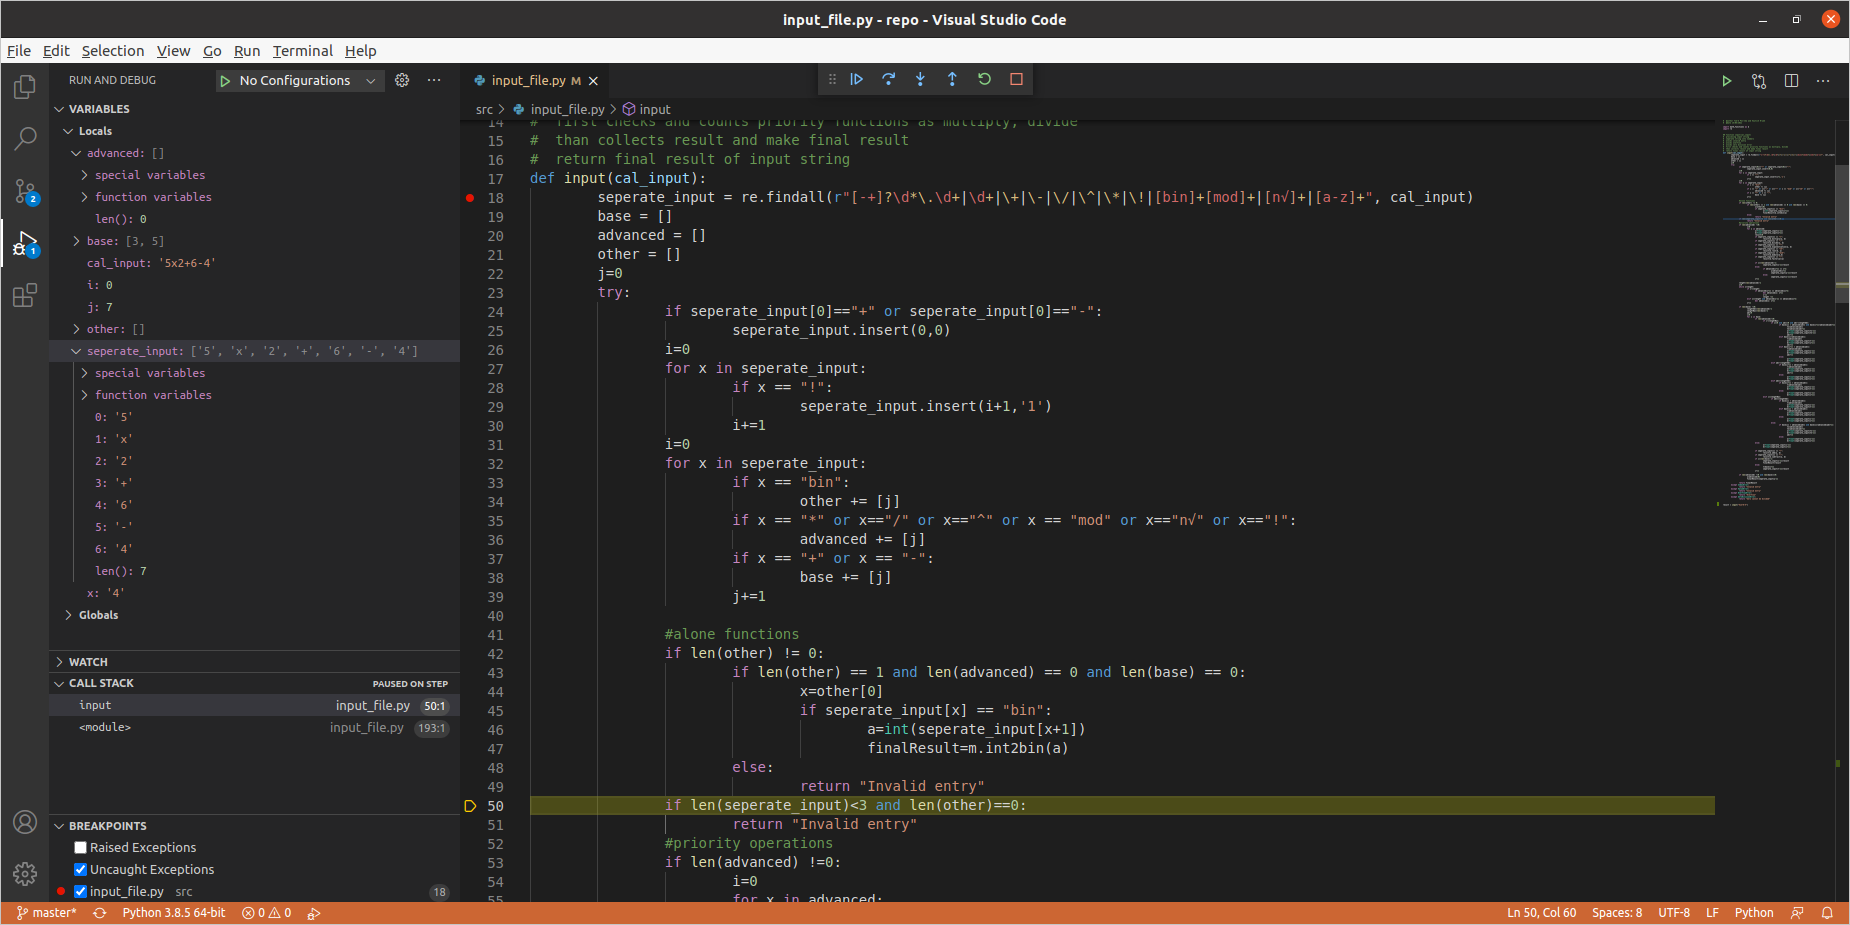 input_file.py - repo - Visual Studio Code
File Edit Selection View Go Run Terminal Help
RUN AND DEBUG No Configurations
VARIABLES
Locals
advanced: []
special variables
function variables
len(): 0
base: [3, 5]
cal_input: '5x2+6-4'
i: 0
j: 7
other: []
seperate_input: ['5', 'x', '2', '+', '6', '-', '4']
special variables
function variables
0: '5'
1: 'x'
2: '2'
3: '+'
4: '6'
5: '-'
6: '4'
len(): 7
x: '4'
Globals
WATCH
CALL STACK PAUSED ON STEP
input input_file.py 50:1
<module> input_file.py 193:1
BREAKPOINTS
Raised Exceptions
Uncaught Exceptions
input_file.py src 18
2
1
input_file.py M
src > input_file.py > input
14 # first checks and counts priority functions as multiply, divide
15 # than collects result and make final result
16 # return final result of input string
17 def input(cal_input):
18 seperate_input = re.findall(r"[-+]?\d*\.\d+|\d+|\+|\-|\/|\^|\*|\!|[bin]+[mod]+|[n√]+|[a-z]+", cal_input)
19 base = []
20 advanced = []
21 other = []
22 j=0
23 try:
24 if seperate_input[0]=="+" or seperate_input[0]=="-":
25 seperate_input.insert(0,0)
26 i=0
27 for x in seperate_input:
28 if x == "!":
29 seperate_input.insert(i+1,'1')
30 i+=1
31 i=0
32 for x in seperate_input:
33 if x == "bin":
34 other += [j]
35 if x == "*" or x=="/" or x=="^" or x == "mod" or x=="n√" or x=="!":
36 advanced += [j]
37 if x == "+" or x == "-":
38 base += [j]
39 j+=1
40
41 #alone functions
42 if len(other) != 0:
43 if len(other) == 1 and len(advanced) == 0 and len(base) == 0:
44 x=other[0]
45 if seperate_input[x] == "bin":
46 a=int(seperate_input[x+1])
47 finalResult=m.int2bin(a)
48 else:
49 return "Invalid entry"
50 if len(seperate_input)<3 and len(other)==0:
51 return "Invalid entry"
52 #priority operations
53 if len(advanced) !=0:
54 i=0
55 for x in advanced:
master* Python 3.8.5 64-bit 0 0 Ln 50, Col 60 Spaces: 8 UTF-8 LF Python